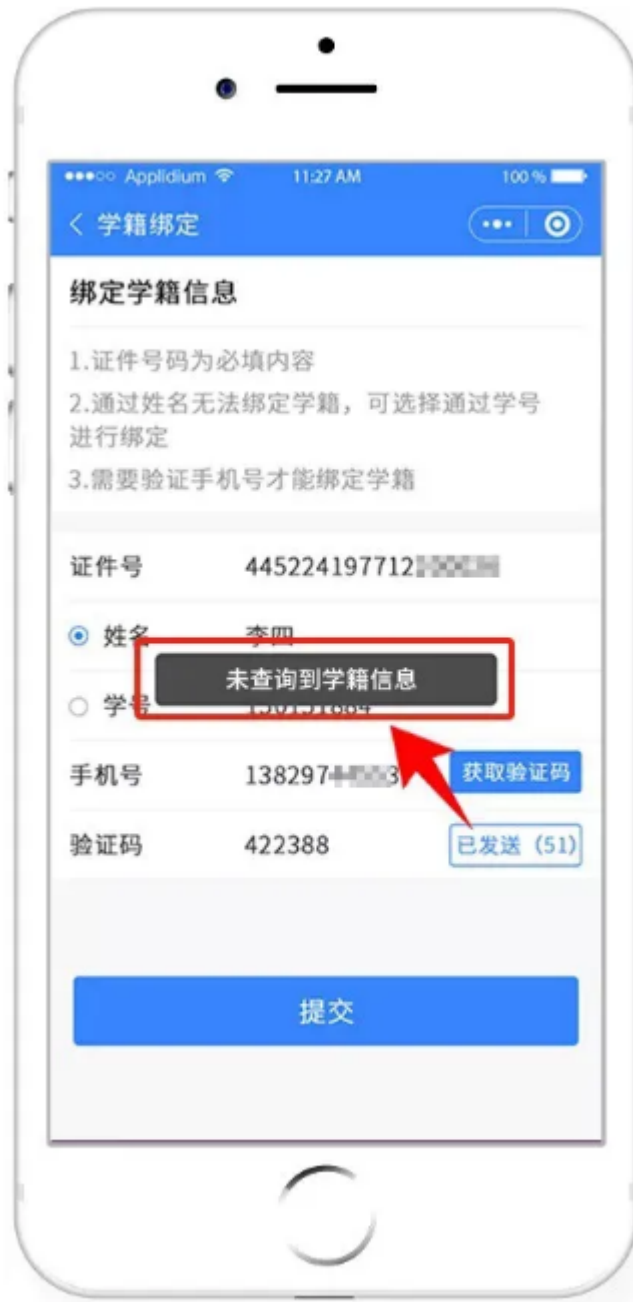 Applidium 11:27 AM 100 %
学籍绑定
绑定学籍信息
1.证件号码为必填内容
2.通过姓名无法绑定学籍，可选择通过学号
进行绑定
3.需要验证手机号才能绑定学籍
证件号 445224197712
姓名 李四
未查询到学籍信息
学号
手机号 138297 3 获取验证码
验证码 422388 已发送（51）
提交